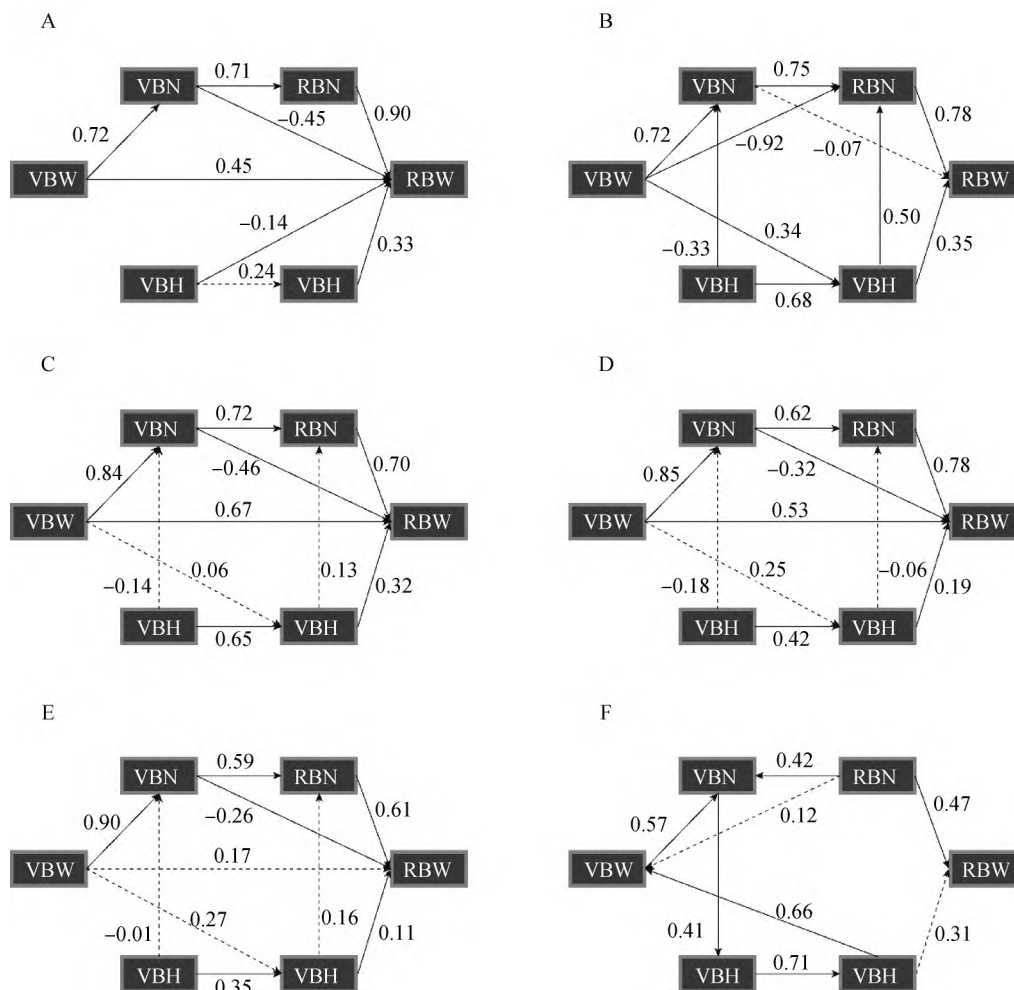 A
B
0.71
VBN
RBN
0.72
−0.45
0.90
VBW
0.45
RBW
−0.14
0.33
0.24
VBH
VBH
0.75
VBN
RBN
0.72
0.78
−0.92
−0.07
VBW
RBW
0.34
0.50
−0.33
0.35
VBH
VBH
0.68
C
D
0.72
VBN
RBN
0.84
−0.46
0.70
VBW
0.67
RBW
0.06
0.13
−0.14
0.32
VBH
VBH
0.65
0.62
VBN
RBN
0.85
−0.32
0.78
VBW
0.53
RBW
0.25
−0.06
−0.18
0.19
VBH
VBH
0.42
E
F
0.59
VBN
RBN
0.90
−0.26
0.61
VBW
0.17
RBW
0.27
0.16
−0.01
0.11
VBH
VBH
0.35
0.42
VBN
RBN
0.57
0.12
0.47
VBW
RBW
0.66
0.41
0.31
0.71
VBH
VBH